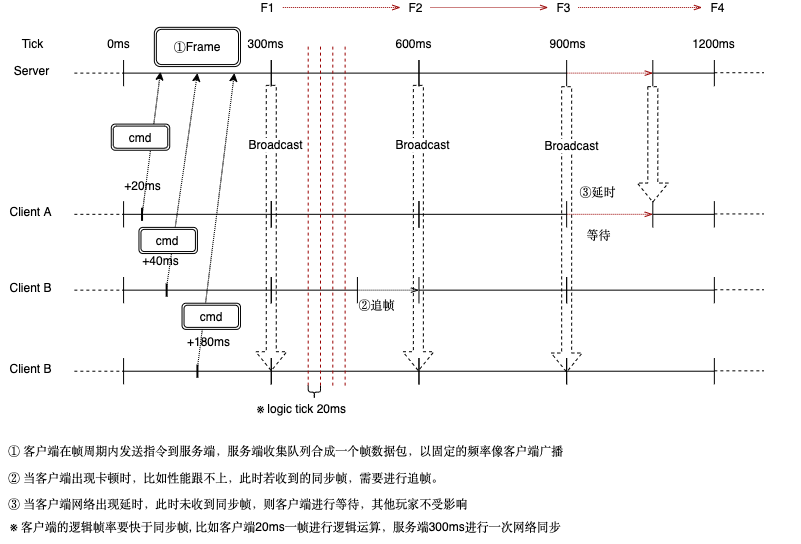 F1 F2 F3 F4
Tick 0ms ①Frame 300ms 600ms 900ms 1200ms
Server
cmd Broadcast Broadcast Broadcast
+20ms ③延时
Client A
cmd 等待
+40ms
Client B
②追帧
cmd
+180ms
Client B
※ logic tick 20ms
① 客户端在帧周期内发送指令到服务端，服务端收集队列合成一个帧数据包，以固定的频率像客户端广播
② 当客户端出现卡顿时，比如性能跟不上，此时若收到的同步帧，需要进行追帧。
③ 当客户端网络出现延时，此时未收到同步帧，则客户端进行等待，其他玩家不受影响
※ 客户端的逻辑帧率要快于同步帧, 比如客户端20ms一帧进行逻辑运算，服务端300ms进行一次网络同步